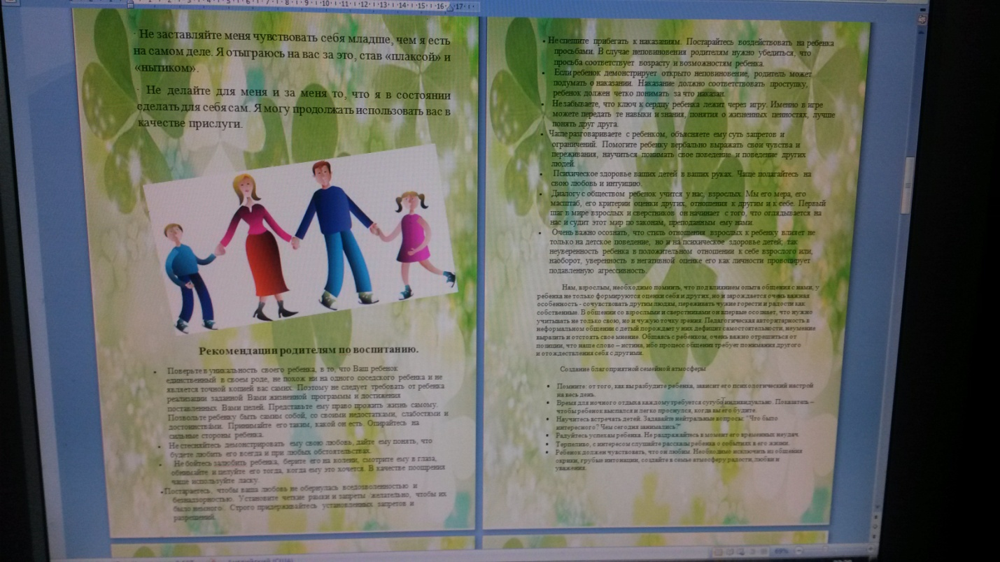 · Не заставляйте меня чувствовать себя младше, чем я есть
на самом деле. Я отыграюсь на вас за это, став «плаксой» и
«нытиком».
· Не делайте для меня и за меня то, что я в состоянии
сделать для себя сам. Я могу продолжать использовать вас в
качестве прислуги.
Рекомендации родителям по воспитанию.
• Поверьте в уникальность своего ребенка, в то, что Ваш ребенок
единственный в своем роде, не похож ни на одного соседского ребенка и не
является точной копией вас самих. Поэтому не следует требовать от ребенка
реализации заданной Вами жизненной программы и достижения
поставленных Вами целей. Представьте ему право прожить жизнь самому.
Позвольте ребенку быть самим собой, со своими недостатками, слабостями и
достоинствами. Принимайте его таким, какой он есть. Опирайтесь на
сильные стороны ребенка.
• Не стесняйтесь демонстрировать ему свою любовь, дайте ему понять, что
будете любить его всегда и при любых обстоятельствах.
• Не бойтесь залюбить ребенка, берите его на колени, смотрите ему в глаза,
обнимайте и целуйте его тогда, когда ему это хочется. В качестве поощрения
чаще используйте ласку.
• Постараетесь, чтобы ваша любовь не обернулась вседозволенностью и
безнадзорностью. Установите четкие рамки и запреты желательно, чтобы их
было немного. Строго придерживайтесь установленных запретов и
разрешений.
• Не спешите прибегать к наказаниям. Постарайтесь воздействовать на ребенка
просьбами. В случае неповиновения родителям нужно убедиться, что
просьба соответствует возрасту и возможностям ребенка.
• Если ребенок демонстрирует открыто неповиновение, родитель может
подумать о наказании. Наказание должно соответствовать проступку,
ребенок должен четко понимать за что наказан.
• Не забываете, что ключ к сердцу ребенка лежит через игру. Именно в игре
можете передать те навыки и знания, понятия о жизненных ценностях, лучше
понять друг друга.
• Чаще разговариваете с ребенком, объясняете ему суть запретов и
ограничений. Помогите ребенку вербально выражать свои чувства и
переживания, научиться понимать свое поведение и поведение других
людей.
• Психическое здоровье ваших детей в ваших руках. Чаще полагайтесь на
свою любовь и интуицию.
• Диалогу с обществом ребенок учится у нас, взрослых. Мы его мера, его
масштаб, его критерии оценки других, отношения к другим и к себе. Первый
шаг в мире взрослых и сверстников он начинает с того, что оглядывается на
нас и судит этот мир по законам, преподанным ему нами.
• Очень важно осознать, что стиль отношения взрослых к ребенку влияет не
только на детское поведение, но и на психическое здоровье детей; так
неуверенность ребенка в положительном отношении к себе взрослого или,
наоборот, уверенность в негативной оценке его как личности провоцирует
подавленную агрессивность.
Нам, взрослым, необходимо помнить, что под влиянием опыта общения с нами, у
ребенка не только формируются оценки себя и других, но и зарождается очень важная
особенность - сочувствовать другим людям, переживать чужие горести и радости как
собственные. В общении со взрослыми и сверстниками он впервые осознает, что нужно
учитывать не только свою, но и чужую точку зрения. Педагогическая авторитарность в
неформальном общении с детьми порождает у них дефицит самостоятельности, неумение
выразить и отстоять свое мнение. Общаясь с ребенком, очень важно отрешиться от
позиции, что наше слово – истина, ибо процесс общения требует понимания другого
и отождествления себя с другими.
Создание благоприятной семейной атмосферы
• Помните: от того, как вы разбудите ребенка, зависит его психологический настрой
на весь день.
• Время для ночного отдыха каждому требуется сугубо индивидуально. Показатель –
чтобы ребенок выспался и легко проснулся, когда вы его будите.
• Научитесь встречать детей. Задавайте нейтральные вопросы: "Что было
интересного? Чем сегодня занимались?"
• Радуйтесь успехам ребенка. Не раздражайтесь в момент его временных неудач.
• Терпеливо, с интересом слушайте рассказы ребенка о событиях в его жизни.
• Ребенок должен чувствовать, что он любим. Необходимо исключить из общения
окрики, грубые интонации, создайте в семье атмосферу радости, любви и
уважения.
69%